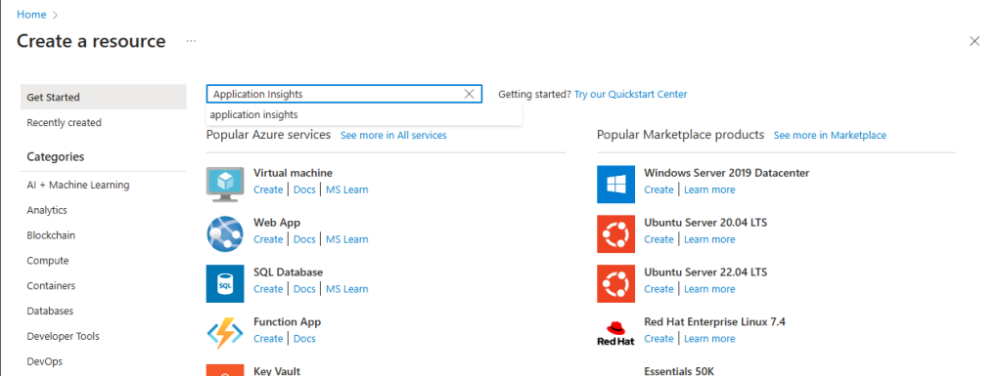 Home >
Create a resource ...
Get Started
Recently created
Categories
AI + Machine Learning
Analytics
Blockchain
Compute
Containers
Databases
Developer Tools
DevOps
Application Insights
application insights
Getting started? Try our Quickstart Center
Popular Azure services See more in All services
Virtual machine
Create | Docs | MS Learn
Web App
Create | Docs | MS Learn
SQL
SQL Database
Create | Docs | MS Learn
Function App
Create | Docs
Key Vault
Popular Marketplace products See more in Marketplace
Windows Server 2019 Datacenter
Create | Learn more
Ubuntu Server 20.04 LTS
Create | Learn more
Ubuntu Server 22.04 LTS
Create | Learn more
Red Hat
Red Hat Enterprise Linux 7.4
Create | Learn more
Essentials 50K